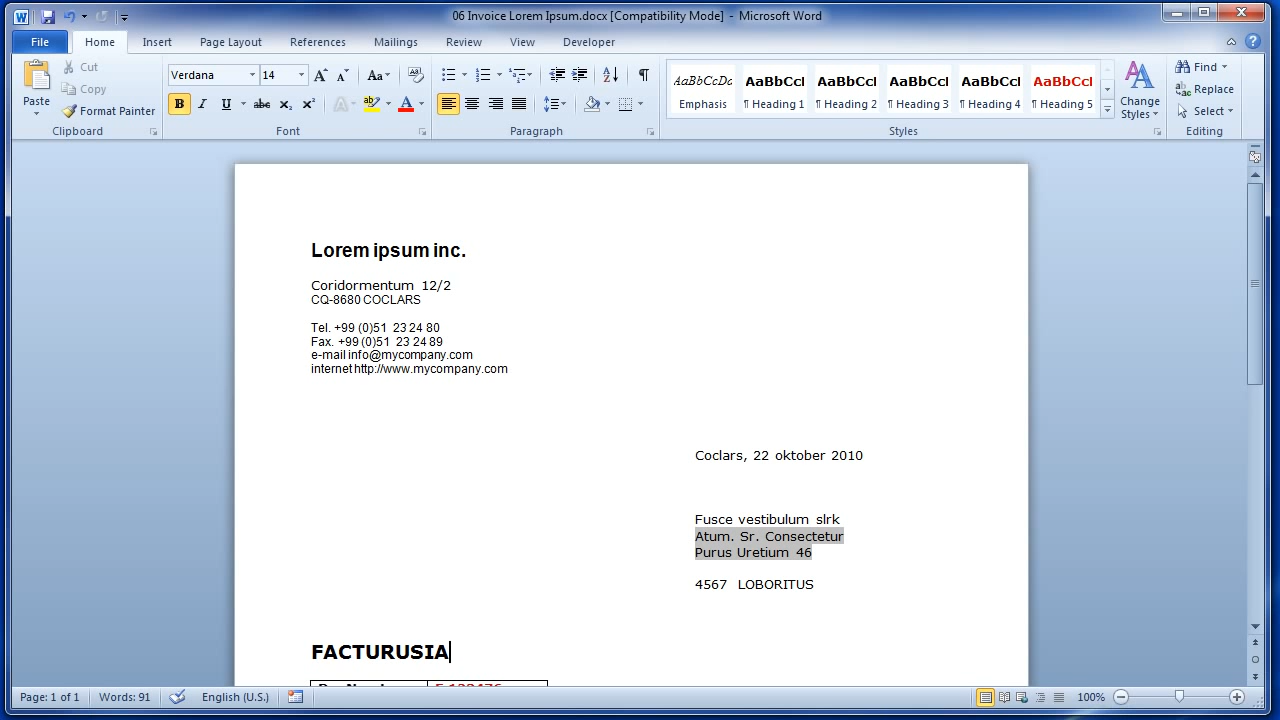 06 Invoice Lorem Ipsum.docx [Compatibility Mode] - Microsoft Word
File Home Insert Page Layout References Mailings Review View Developer
Paste
Cut
Copy
Format Painter
Clipboard
Verdana 14
Font
Paragraph
AaBbCcDa AaBbCcI AaBbCcI AaBbCcI AaBbCcI AaBbCcI
Emphasis ¶ Heading 1 ¶ Heading 2 ¶ Heading 3 ¶ Heading 4 ¶ Heading 5
Change Styles
Styles
Find
Replace
Select
Editing
Lorem ipsum inc.
Coridormentum 12/2
CQ-8680 COCLARS
Tel. +99 (0)51 23 24 80
Fax. +99 (0)51 23 24 89
e-mail info@mycompany.com
internet http://www.mycompany.com
Coclars, 22 oktober 2010
Fusce vestibulum slrk
Atum. Sr. Consectetur
Purus Uretium 46
4567 LOBORITUS
FACTURUSIA
Page: 1 of 1 Words: 91 English (U.S.) 100%